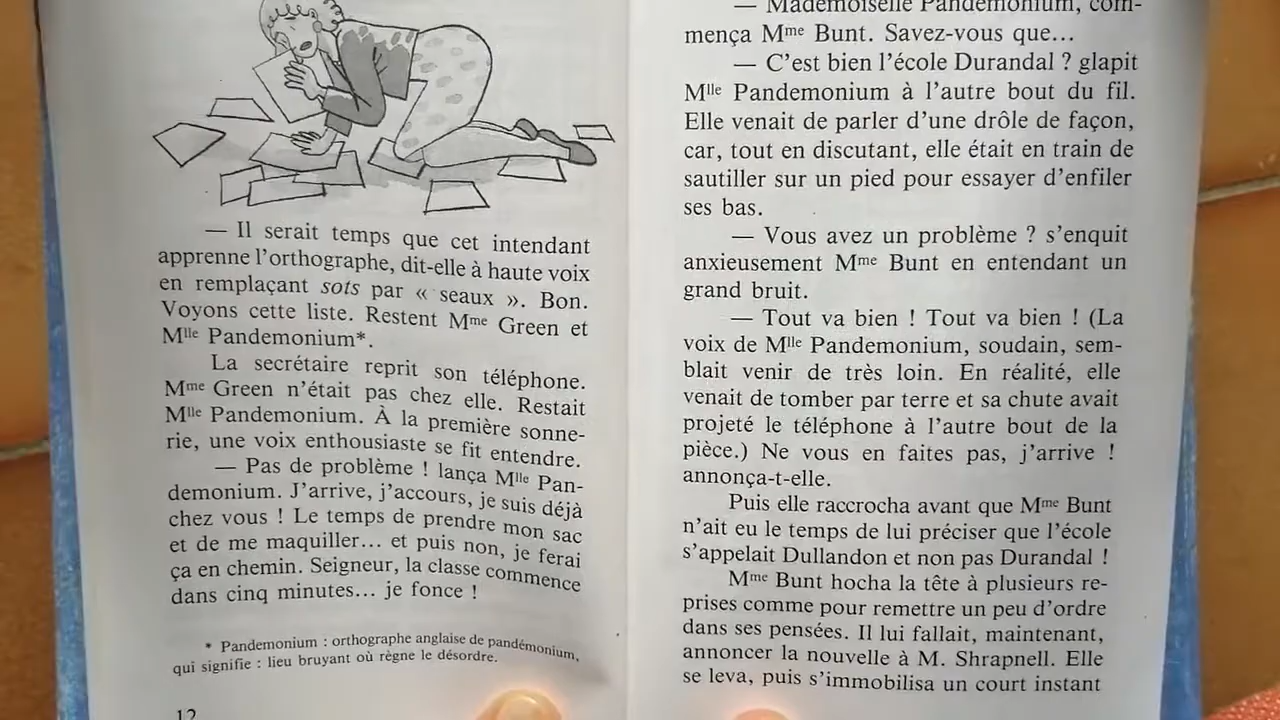 — Il serait temps que cet intendant
apprenne l'orthographe, dit-elle à haute voix
en remplaçant sots par « seaux ». Bon.
Voyons cette liste. Restent Mme Green et
Mlle Pandemonium*.
La secrétaire reprit son téléphone.
Mme Green n'était pas chez elle. Restait
Mlle Pandemonium. À la première sonne-
rie, une voix enthousiaste se fit entendre.
— Pas de problème ! lança Mlle Pan-
demonium. J'arrive, j'accours, je suis déjà
chez vous ! Le temps de prendre mon sac
et de me maquiller... et puis non, je ferai
ça en chemin. Seigneur, la classe commence
dans cinq minutes... je fonce !
* Pandemonium : orthographe anglaise de pandémonium,
qui signifie : lieu bruyant où règne le désordre.
12
— Mademoiselle Pandemonium, com-
mença Mme Bunt. Savez-vous que...
— C'est bien l'école Durandal ? glapit
Mlle Pandemonium à l'autre bout du fil.
Elle venait de parler d'une drôle de façon,
car, tout en discutant, elle était en train de
sautiller sur un pied pour essayer d'enfiler
ses bas.
— Vous avez un problème ? s'enquit
anxieusement Mme Bunt en entendant un
grand bruit.
— Tout va bien ! Tout va bien ! (La
voix de Mlle Pandemonium, soudain, sem-
blait venir de très loin. En réalité, elle
venait de tomber par terre et sa chute avait
projeté le téléphone à l'autre bout de la
pièce.) Ne vous en faites pas, j'arrive !
annonça-t-elle.
Puis elle raccrocha avant que Mme Bunt
n'ait eu le temps de lui préciser que l'école
s'appelait Dullandon et non pas Durandal !
Mme Bunt hocha la tête à plusieurs re-
prises comme pour remettre un peu d'ordre
dans ses pensées. Il lui fallait, maintenant,
annoncer la nouvelle à M. Shrapnell. Elle
se leva, puis s'immobilisa un court instant